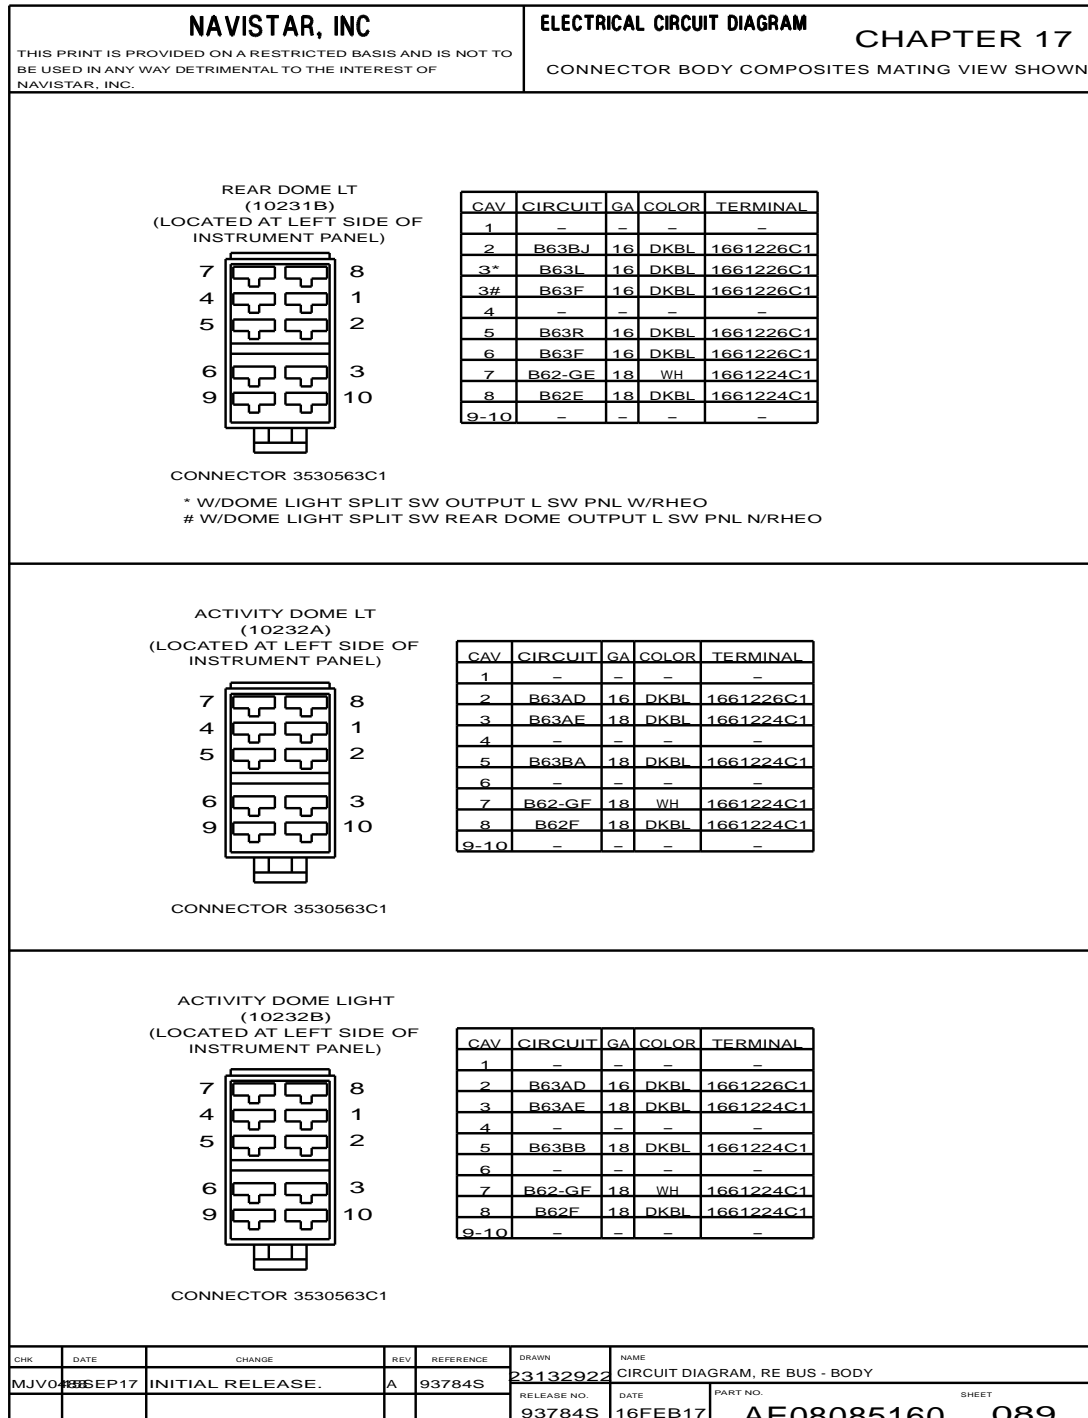 NAVISTAR, INC
THIS PRINT IS PROVIDED ON A RESTRICTED BASIS AND IS NOT TO
BE USED IN ANY WAY DETRIMENTAL TO THE INTEREST OF
NAVISTAR, INC.
ELECTRICAL CIRCUIT DIAGRAM
CHAPTER 17
CONNECTOR BODY COMPOSITES MATING VIEW SHOWN
REAR DOME LT
(10231B)
(LOCATED AT LEFT SIDE OF
INSTRUMENT PANEL)
7 8
4 1
5 2
6 3
9 10
CONNECTOR 3530563C1
CAV CIRCUIT GA COLOR TERMINAL
1 – – – –
2 B63BJ 16 DKBL 1661226C1
3* B63L 16 DKBL 1661226C1
3# B63F 16 DKBL 1661226C1
4 – – – –
5 B63R 16 DKBL 1661226C1
6 B63F 16 DKBL 1661226C1
7 B62-GE 18 WH 1661224C1
8 B62E 18 DKBL 1661224C1
9-10 – – – –
* W/DOME LIGHT SPLIT SW OUTPUT L SW PNL W/RHEO
# W/DOME LIGHT SPLIT SW REAR DOME OUTPUT L SW PNL N/RHEO
ACTIVITY DOME LT
(10232A)
(LOCATED AT LEFT SIDE OF
INSTRUMENT PANEL)
7 8
4 1
5 2
6 3
9 10
CONNECTOR 3530563C1
CAV CIRCUIT GA COLOR TERMINAL
1 – – – –
2 B63AD 16 DKBL 1661226C1
3 B63AE 18 DKBL 1661224C1
4 – – – –
5 B63BA 18 DKBL 1661224C1
6 – – – –
7 B62-GF 18 WH 1661224C1
8 B62F 18 DKBL 1661224C1
9-10 – – – –
ACTIVITY DOME LIGHT
(10232B)
(LOCATED AT LEFT SIDE OF
INSTRUMENT PANEL)
7 8
4 1
5 2
6 3
9 10
CONNECTOR 3530563C1
CAV CIRCUIT GA COLOR TERMINAL
1 – – – –
2 B63AD 16 DKBL 1661226C1
3 B63AE 18 DKBL 1661224C1
4 – – – –
5 B63BB 18 DKBL 1661224C1
6 – – – –
7 B62-GF 18 WH 1661224C1
8 B62F 18 DKBL 1661224C1
9-10 – – – –
CHK DATE CHANGE REV REFERENCE
INITIAL RELEASE. A 93784S
DRAWN
23132922
NAME
CIRCUIT DIAGRAM, RE BUS - BODY
RELEASE NO.
93784S
DATE
16FEB17
PART NO.
AE08085160
SHEET
089